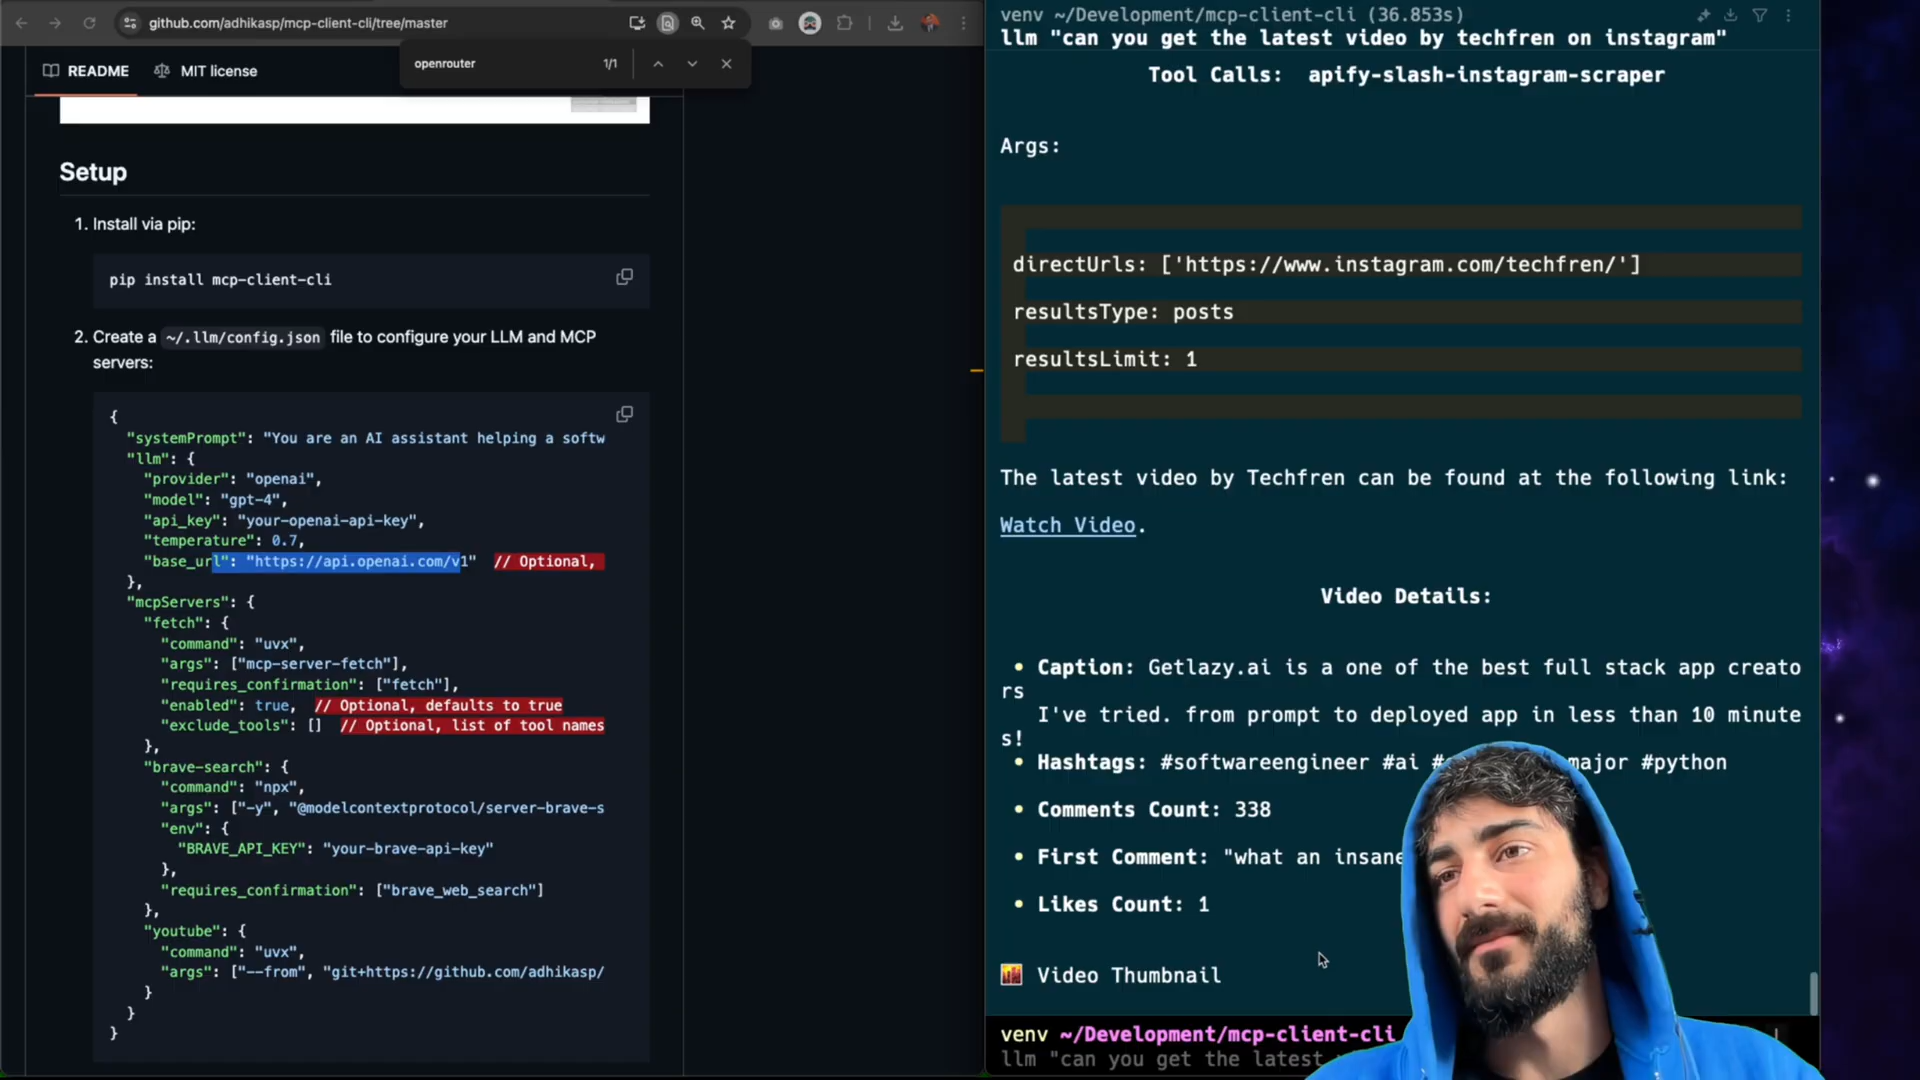 github.com/adhikasp/mcp-client-cli/tree/master
openrouter
1/1
README
MIT license
Setup
1. Install via pip:
pip install mcp-client-cli
2. Create a ~/.llm/config.json file to configure your LLM and MCP
servers:
{
"systemPrompt": "You are an AI assistant helping a softw
"llm": {
"provider": "openai",
"model": "gpt-4",
"api_key": "your-openai-api-key",
"temperature": 0.7,
"base_url": "https://api.openai.com/v1" // Optional,
},
"mcpServers": {
"fetch": {
"command": "uvx",
"args": ["mcp-server-fetch"],
"requires_confirmation": ["fetch"],
"enabled": true, // Optional, defaults to true
"exclude_tools": [] // Optional, list of tool names
},
"brave-search": {
"command": "npx",
"args": ["-y", "@modelcontextprotocol/server-brave-s
"env": {
"BRAVE_API_KEY": "your-brave-api-key"
},
"requires_confirmation": ["brave_web_search"]
},
"youtube": {
"command": "uvx",
"args": ["--from", "git+https://github.com/adhikasp/
}
}
}
venv ~/Development/mcp-client-cli (36.853s)
llm "can you get the latest video by techfren on instagram"
Tool Calls: apify-slash-instagram-scraper
Args:
directUrls: ['https://www.instagram.com/techfren/']
resultsType: posts
resultsLimit: 1
The latest video by Techfren can be found at the following link:
Watch Video.
Video Details:
• Caption: Getlazy.ai is a one of the best full stack app creato
rs
I've tried. from prompt to deployed app in less than 10 minute
s!
• Hashtags: #softwareengineer #ai # major #python
• Comments Count: 338
• First Comment: "what an insane
• Likes Count: 1
Video Thumbnail
venv ~/Development/mcp-client-cli
llm "can you get the latest